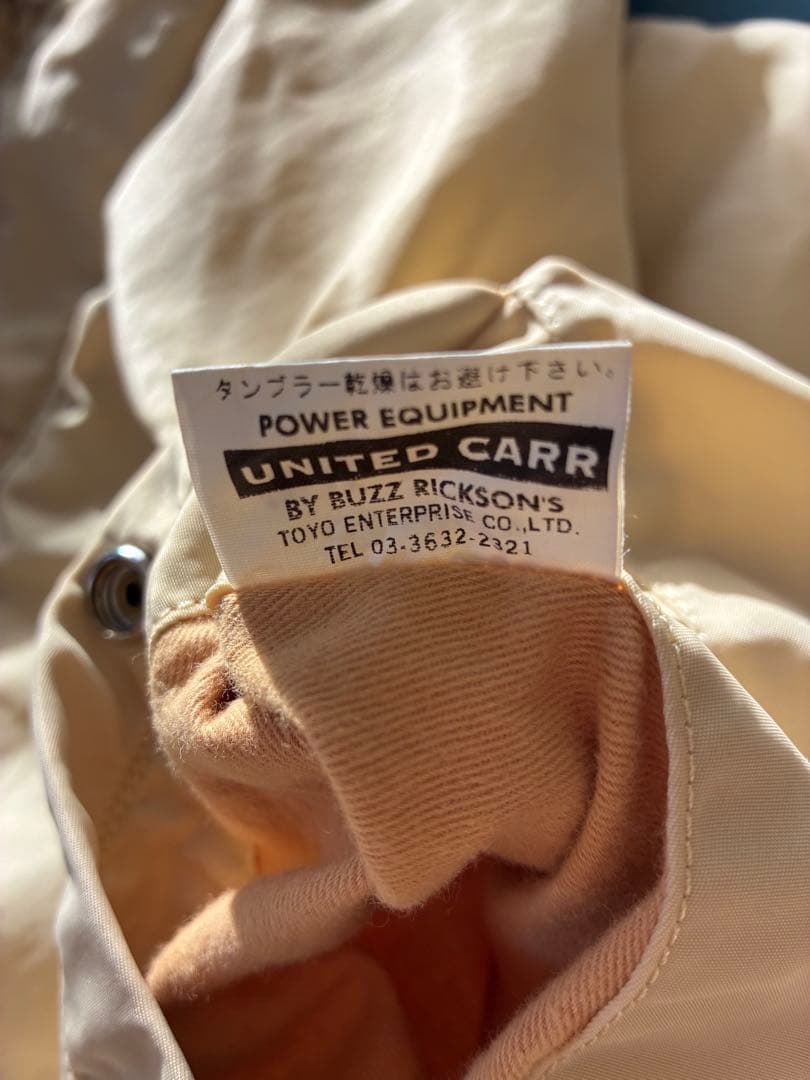 タンブラー乾燥はお避け下さい。
POWER EQUIPMENT
UNITED CARR
BY BUZZ RICKSON'S
TOYO ENTERPRISE CO.,LTD.
TEL 03-3632-2321